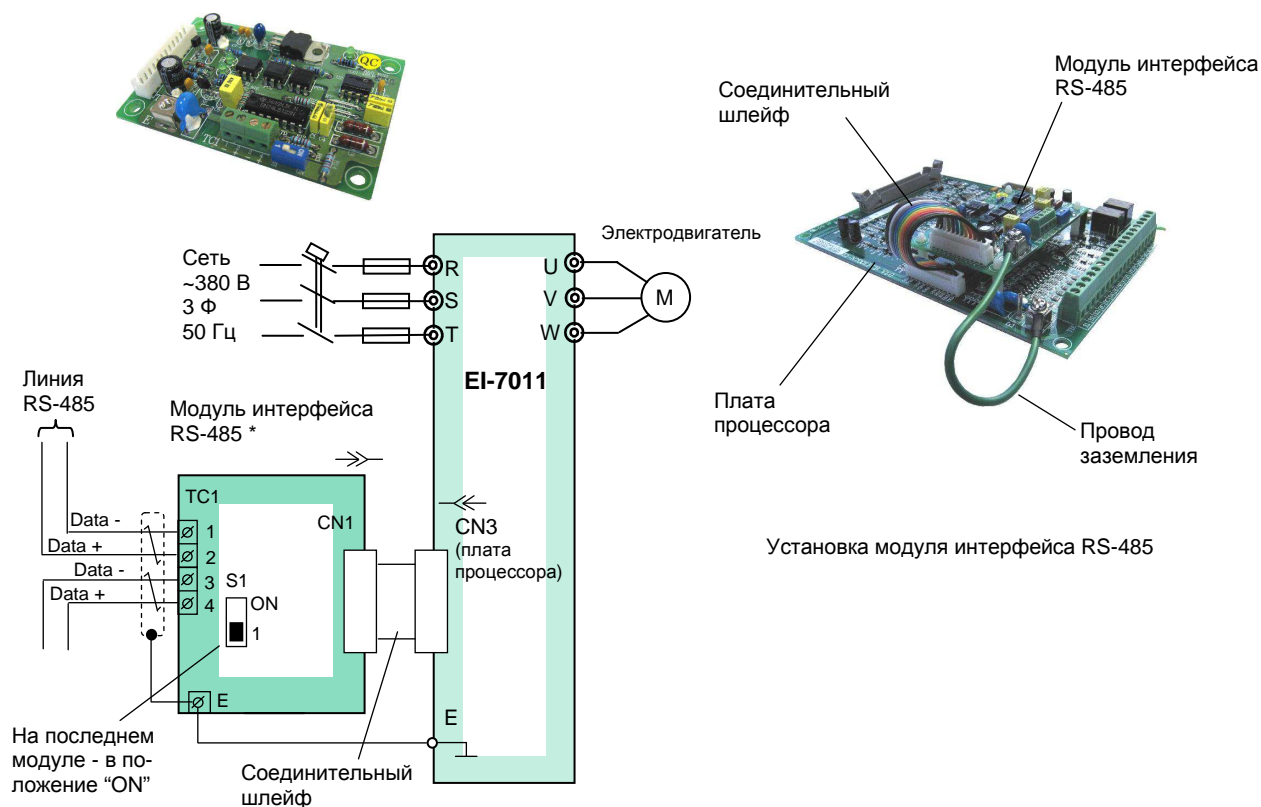 QC
E
TC1
Соединительный
шлейф
Модуль интерфейса
RS-485
Плата
процессора
Провод
заземления
Установка модуля интерфейса RS-485
Сеть
~380 В
3 Ф
50 Гц
R
S
T
U
V
W
Электродвигатель
M
EI-7011
Линия
RS-485
Модуль интерфейса
RS-485 *
TC1
CN1
CN3
(плата
процессора)
Data -
Data +
Data -
Data +
1
2
3
4
S1
ON
1
E
E
На последнем
модуле - в по-
ложение “ON”
Соединительный
шлейф